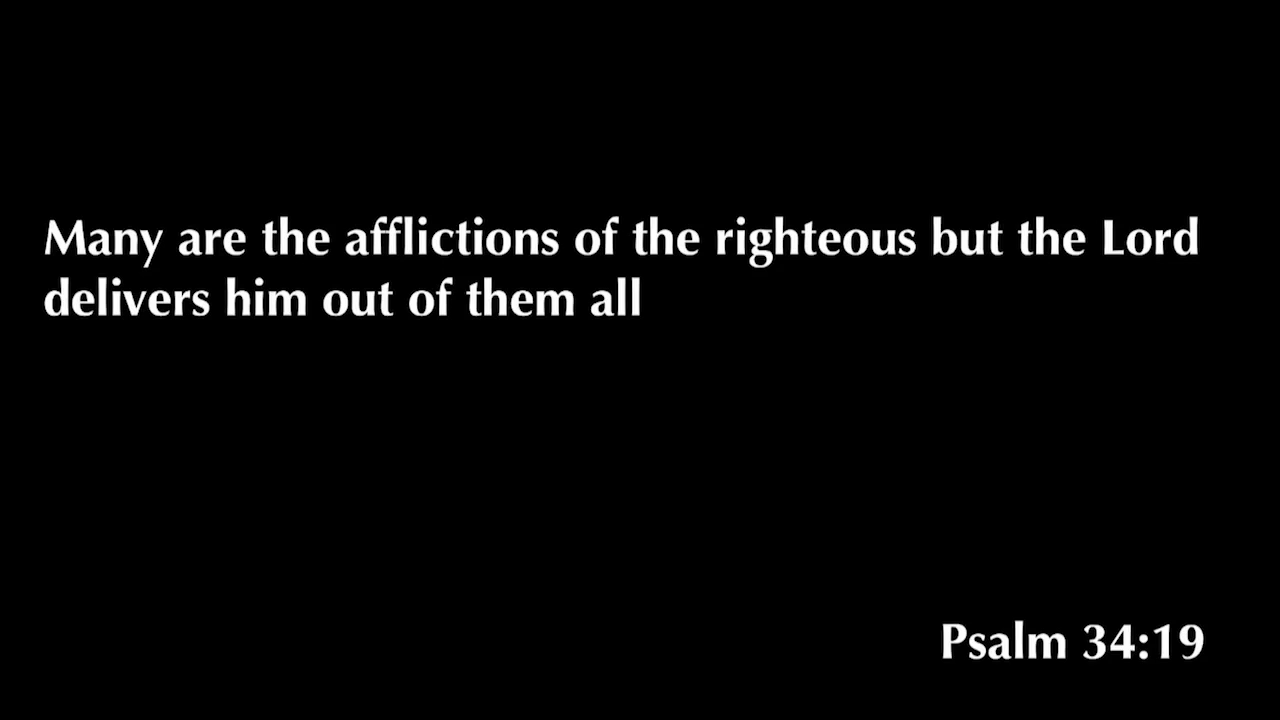 Many are the afflictions of the righteous but the Lord
delivers him out of them all
Psalm 34:19